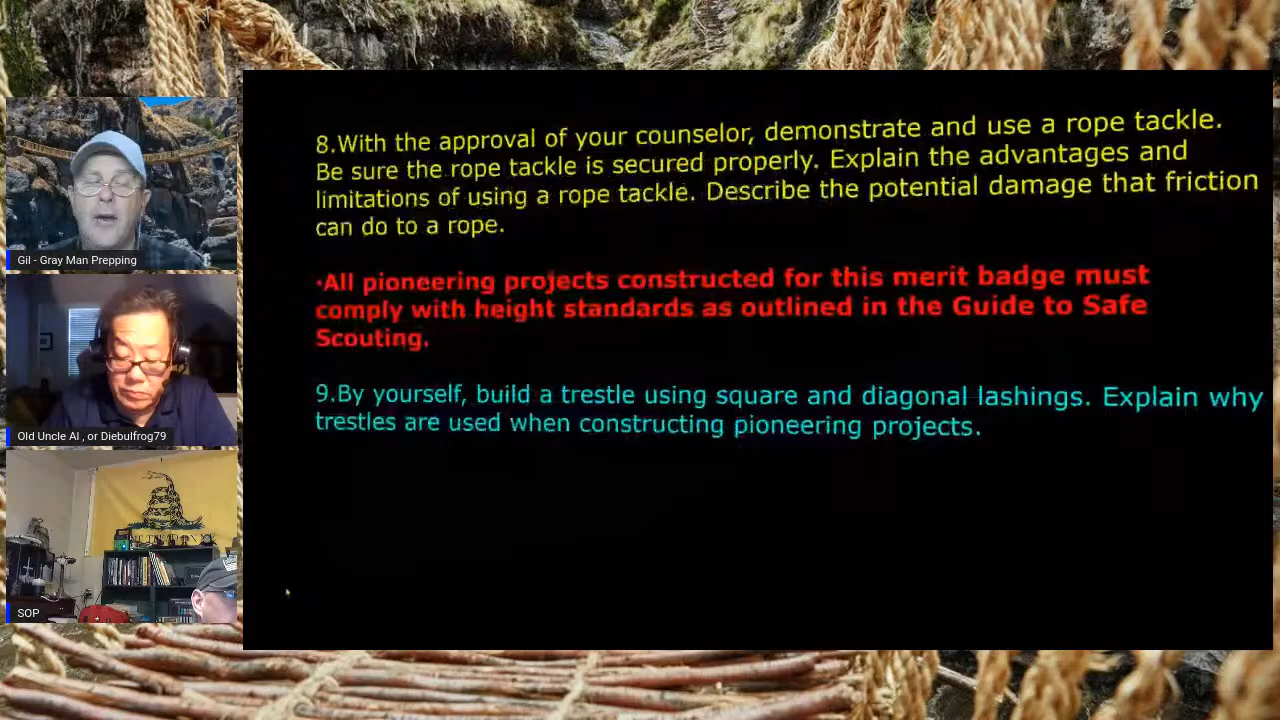 8.With the approval of your counselor, demonstrate and use a rope tackle.
Be sure the rope tackle is secured properly. Explain the advantages and
limitations of using a rope tackle. Describe the potential damage that friction
can do to a rope.
·All pioneering projects constructed for this merit badge must
comply with height standards as outlined in the Guide to Safe
Scouting.
9.By yourself, build a trestle using square and diagonal lashings. Explain why
trestles are used when constructing pioneering projects.
Gil - Gray Man Prepping
Old Uncle Al , or Diebulfrog79
SOP